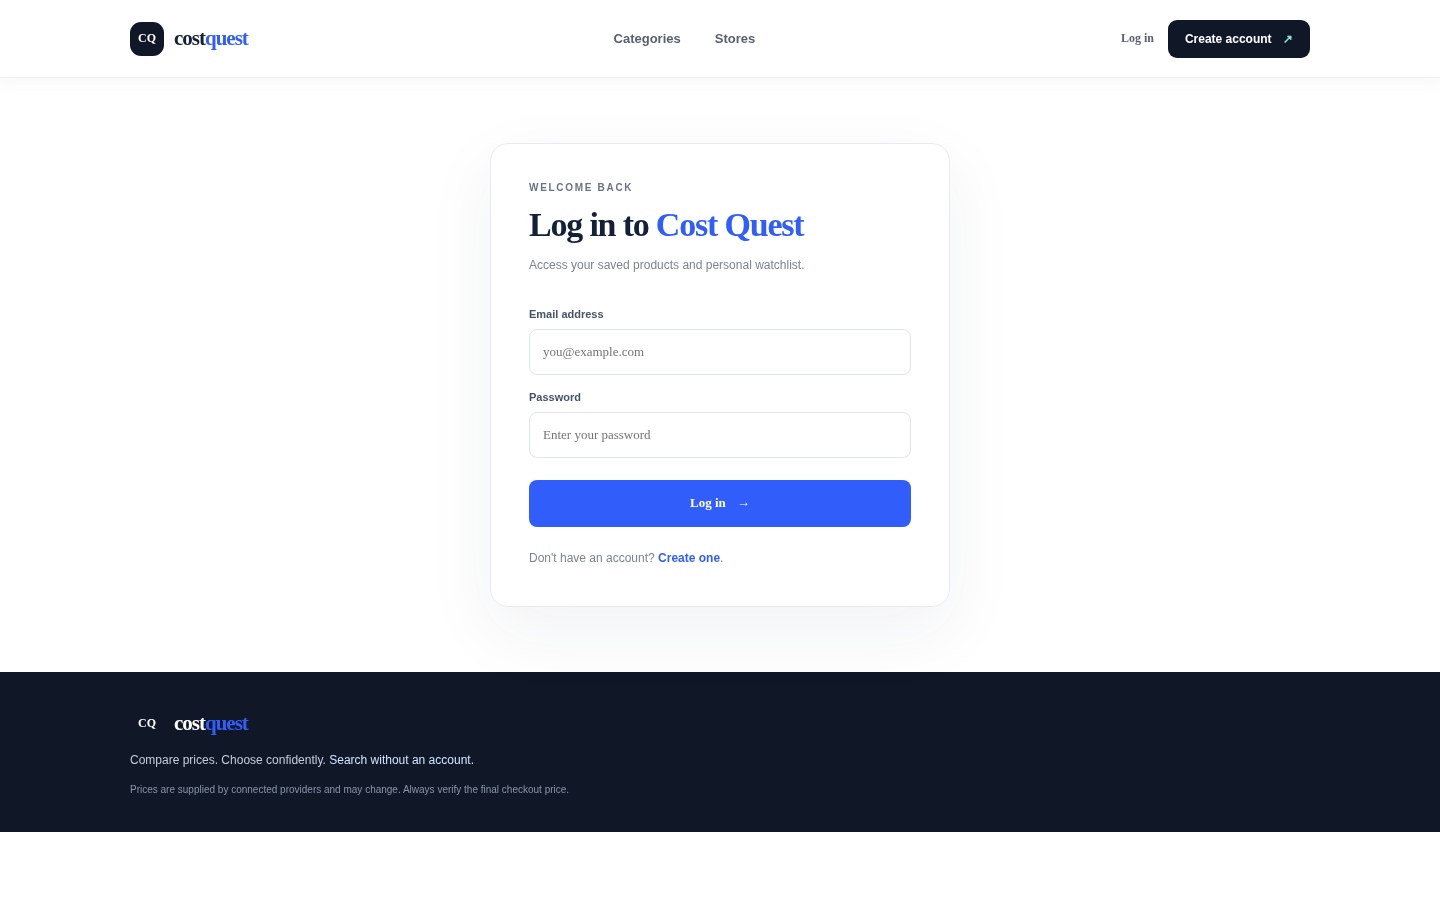 CQ costquest Categories Stores Log in Create account ↗
WELCOME BACK
Log in to Cost Quest
Access your saved products and personal watchlist.
Email address
you@example.com
Password
Enter your password
Log in →
Don't have an account? Create one.
CQ costquest
Compare prices. Choose confidently. Search without an account.
Prices are supplied by connected providers and may change. Always verify the final checkout price.